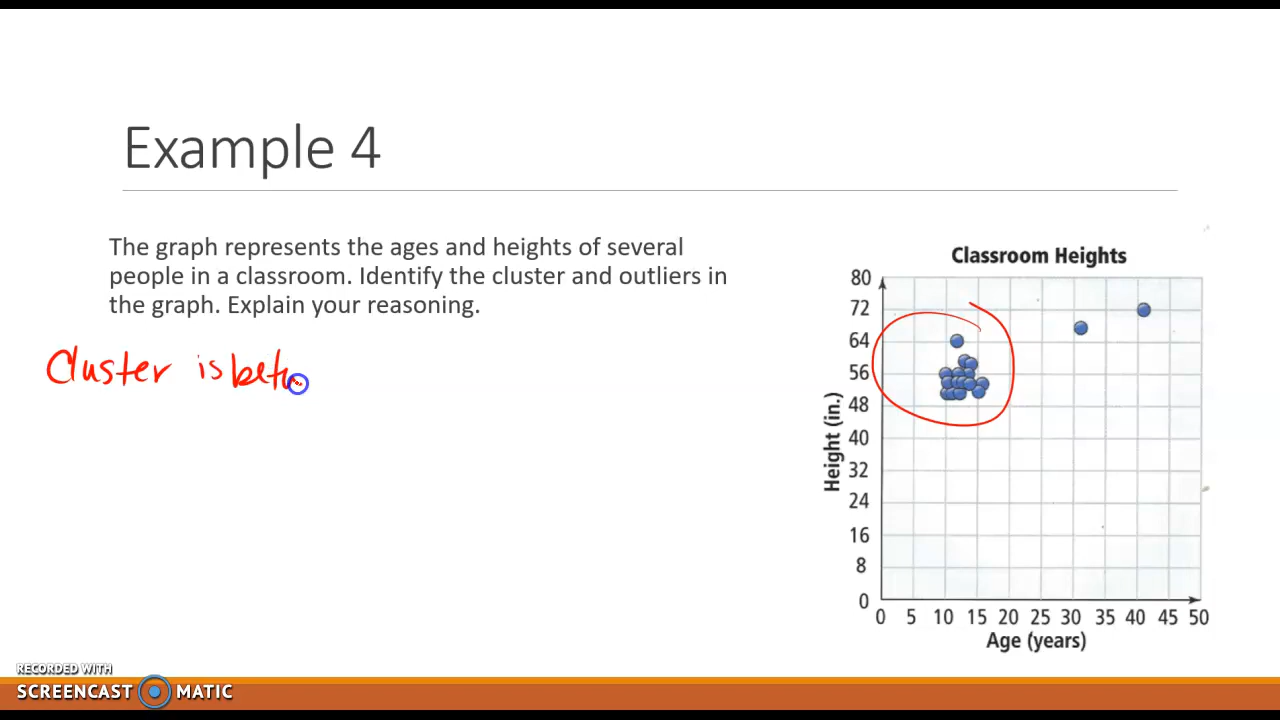 Example 4
The graph represents the ages and heights of several
people in a classroom. Identify the cluster and outliers in
the graph. Explain your reasoning.
Cluster is betw
Classroom Heights
80
72
64
56
48
40
32
24
16
8
0
Height (in.)
0 5 10 15 20 25 30 35 40 45 50
Age (years)
RECORDED WITH
SCREENCAST MATIC